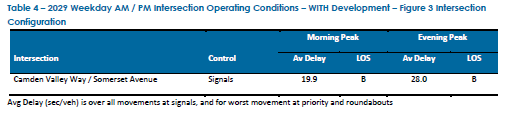 Table 4 – 2029 Weekday AM / PM Intersection Operating Conditions – WITH Development – Figure 3 Intersection
Configuration
Morning Peak Evening Peak
Intersection Control Av Delay LOS Av Delay LOS
Camden Valley Way / Somerset Avenue Signals 19.9 B 28.0 B
Avg Delay (sec/veh) is over all movements at signals, and for worst movement at priority and roundabouts